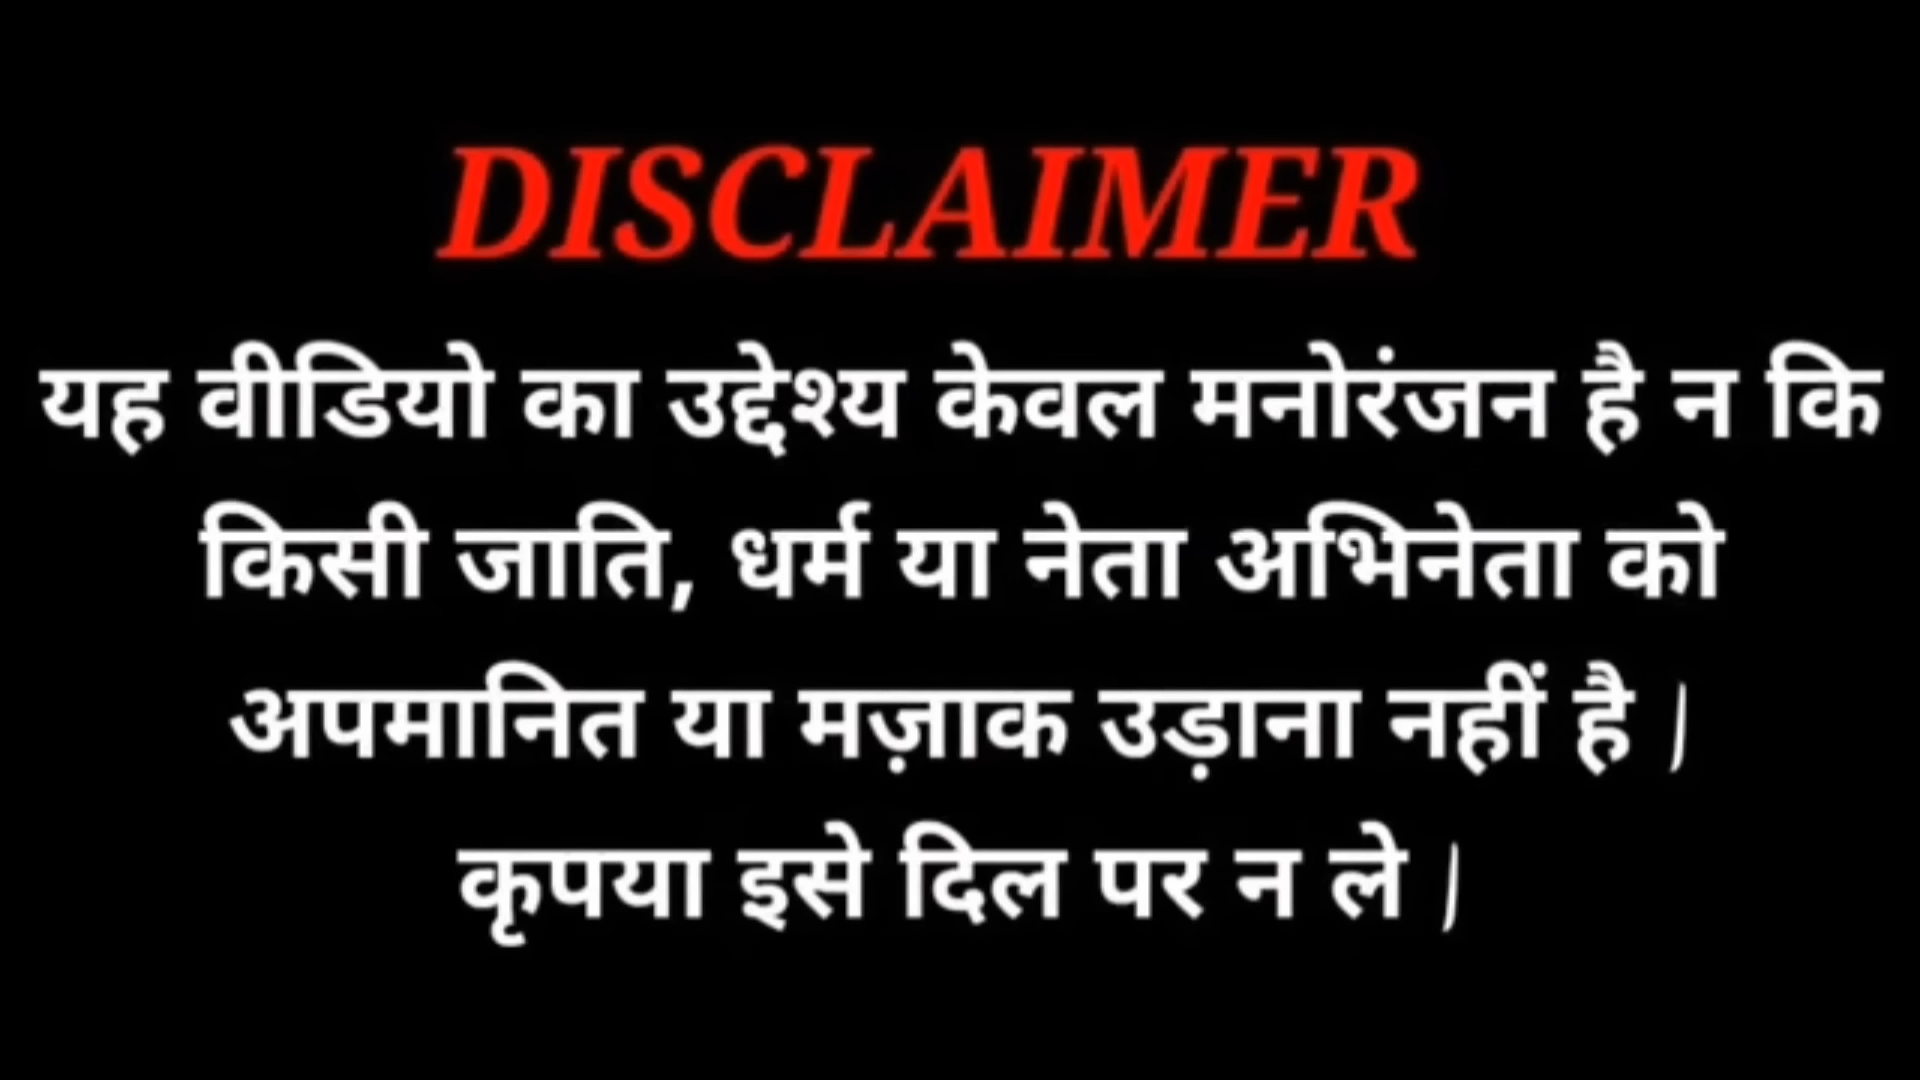 DISCLAIMER
यह वीडियो का उद्देश्य केवल मनोरंजन है न कि
किसी जाति, धर्म या नेता अभिनेता को
अपमानित या मज़ाक उड़ाना नहीं है |
कृपया इसे दिल पर न ले |